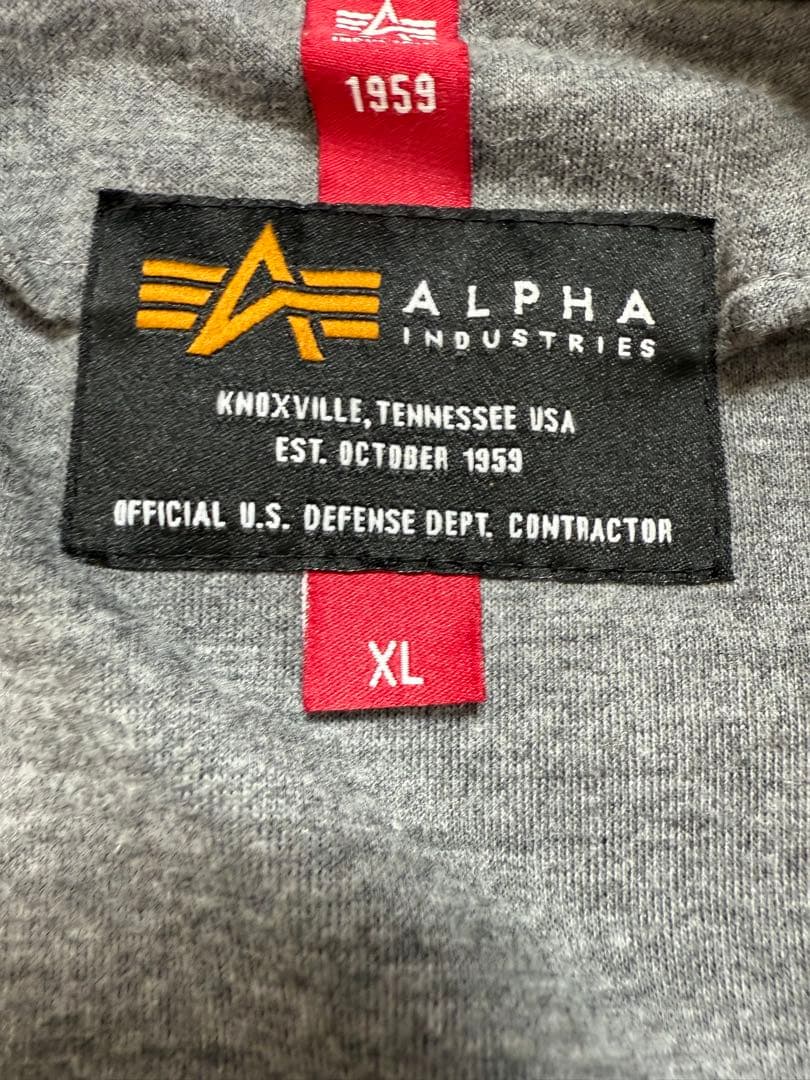 1959
ALPHA
INDUSTRIES
KNOXVILLE, TENNESSEE USA
EST. OCTOBER 1959
OFFICIAL U.S. DEFENSE DEPT. CONTRACTOR
XL